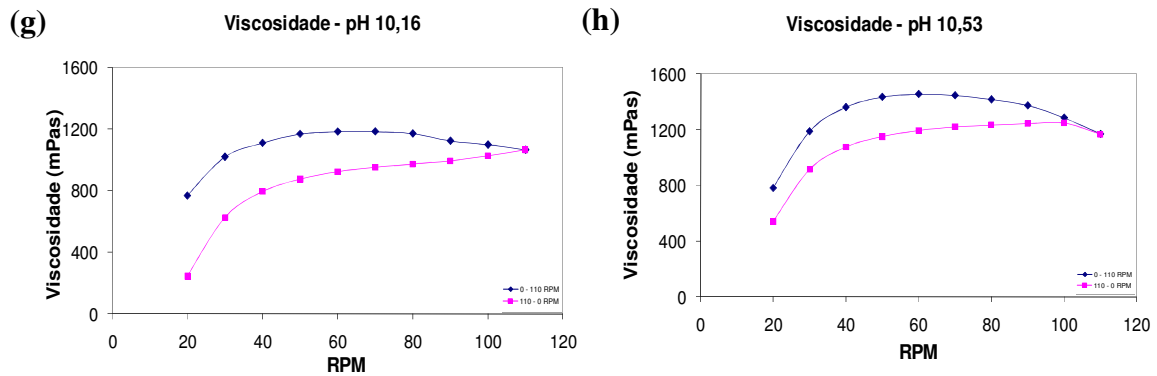 (g)
Viscosidade - pH 10,16
Viscosidade (mPas)
1600
1200
800
400
0
0 20 40 60 80 100 120
RPM
0 - 110 RPM
110 - 0 RPM
(h)
Viscosidade - pH 10,53
Viscosidade (mPas)
1600
1200
800
400
0
0 20 40 60 80 100 120
RPM
0 - 110 RPM
110 - 0 RPM